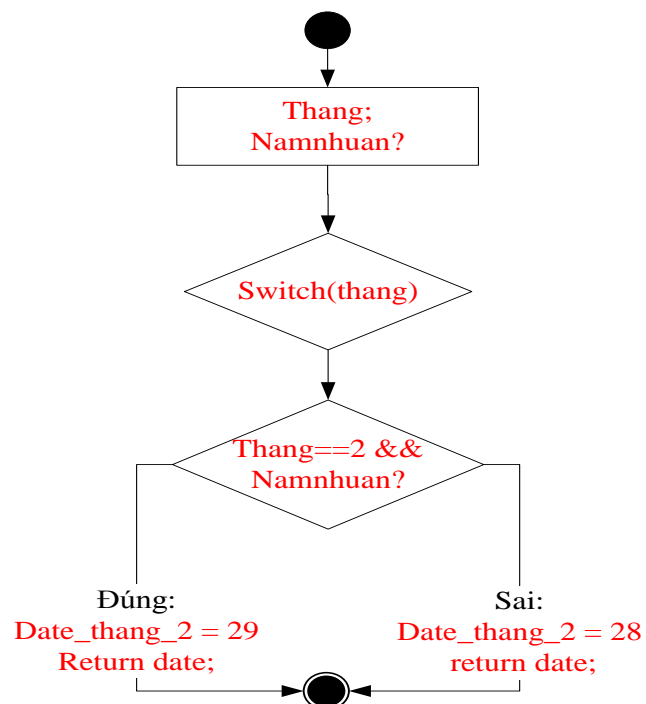 Thang;
Namnhuan?
Switch(thang)
Thang==2 &&
Namnhuan?
Đúng:
Date_thang_2 = 29
Return date;
Sai:
Date_thang_2 = 28
return date;